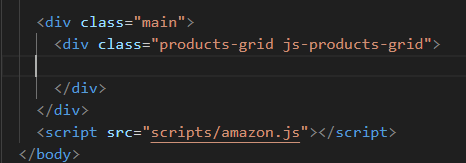 <div class="main">
<div class="products-grid js-products-grid">
</div>
</div>
<script src="scripts/amazon.js"></script>
</body>